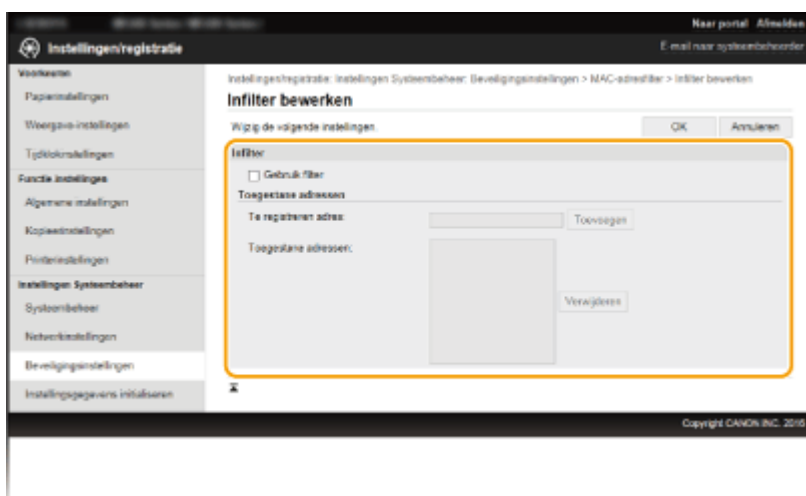 Naar portal Afmelden
Instellingen/registratie
E-mail naar systeembeheerder
Voorkeuren
Papierinstellingen
Weergave-instellingen
Tijdklokinstellingen
Functie-instellingen
Algemene instellingen
Kopieerinstellingen
Printerinstellingen
Instellingen Systeembeheer
Systeembeheer
Netwerkinstellingen
Beveiligingsinstellingen
Instellingsgegevens initialiseren
Instellingen/registratie: Instellingen Systeembeheer: Beveiligingsinstellingen > MAC-adresfilter > Infilter bewerken
Infilter bewerken
Wijzig de volgende instellingen.
OK Annuleren
Infilter
Gebruik filter
Toegestane adressen
Te registreren adres:
Toevoegen
Toegestane adressen:
Verwijderen
Copyright CANON INC. 2016